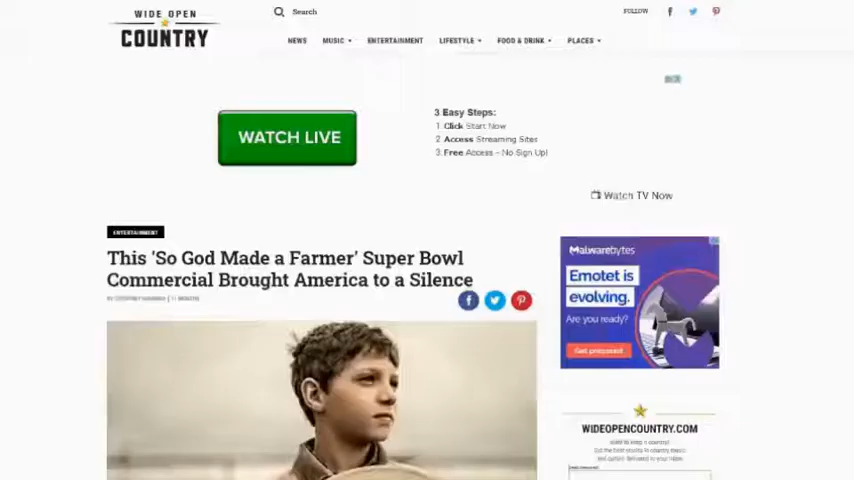 WIDE OPEN
COUNTRY
Search
FOLLOW
NEWS MUSIC ENTERTAINMENT LIFESTYLE FOOD & DRINK PLACES
WATCH LIVE
3 Easy Steps:
1. Click Start Now
2. Access Streaming Sites
3. Free Access – No Sign Up!
Watch TV Now
ENTERTAINMENT
This 'So God Made a Farmer' Super Bowl
Commercial Brought America to a Silence
Malwarebytes
Emotet is
evolving.
Are you ready?
Get prepared!
WIDEOPENCOUNTRY.COM